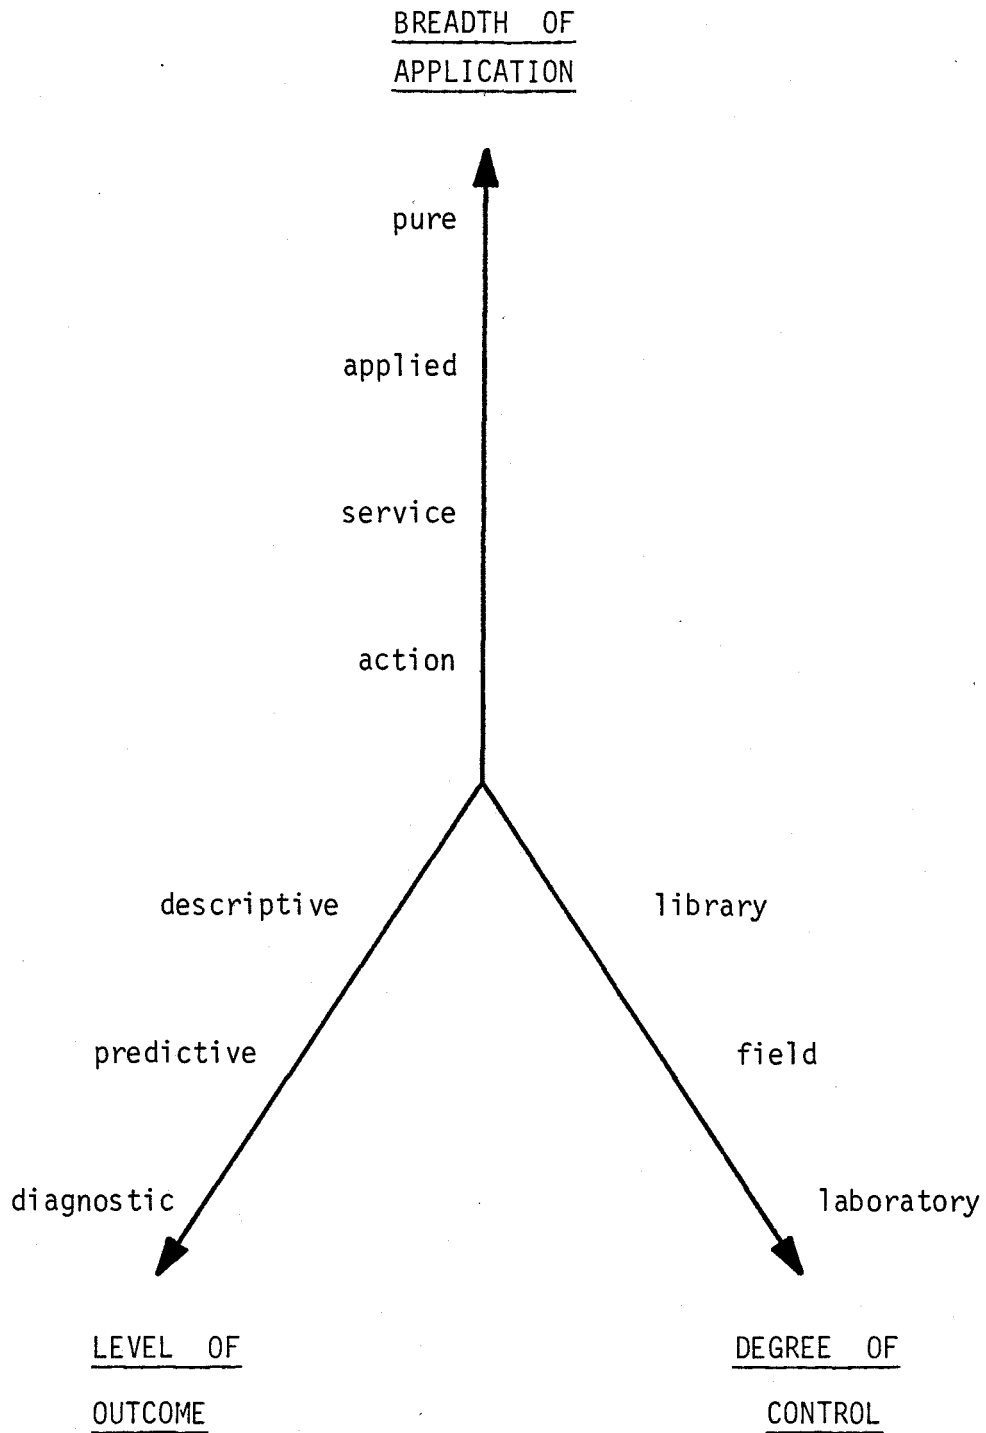 BREADTH OF
APPLICATION
pure
applied
service
action
descriptive
library
predictive
field
diagnostic
laboratory
LEVEL OF
OUTCOME
DEGREE OF
CONTROL